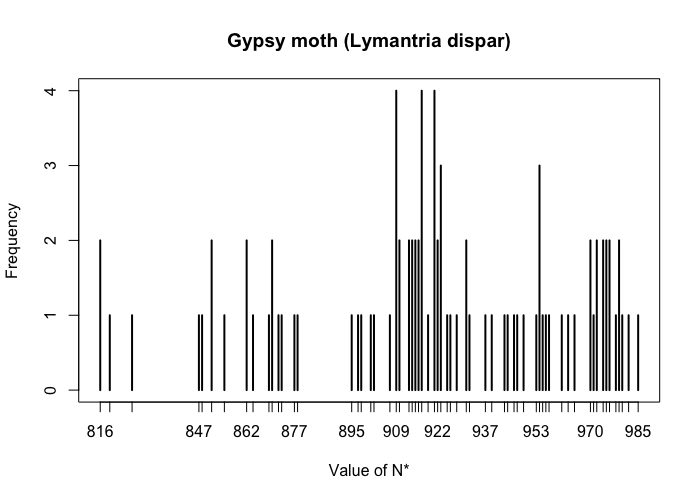 Gypsy moth (Lymantria dispar)
Frequency
4
3
2
1
0
816 847 862 877 895 909 922 937 953 970 985
Value of N*